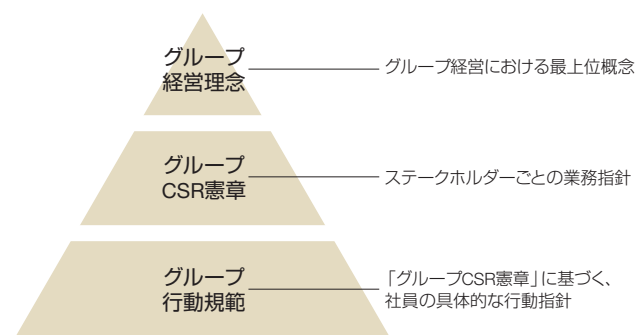 グループ
経営理念
グループ経営における最上位概念
グループ
CSR憲章
ステークホルダーごとの業務指針
グループ
行動規範
「グループCSR憲章」に基づく、
社員の具体的な行動指針